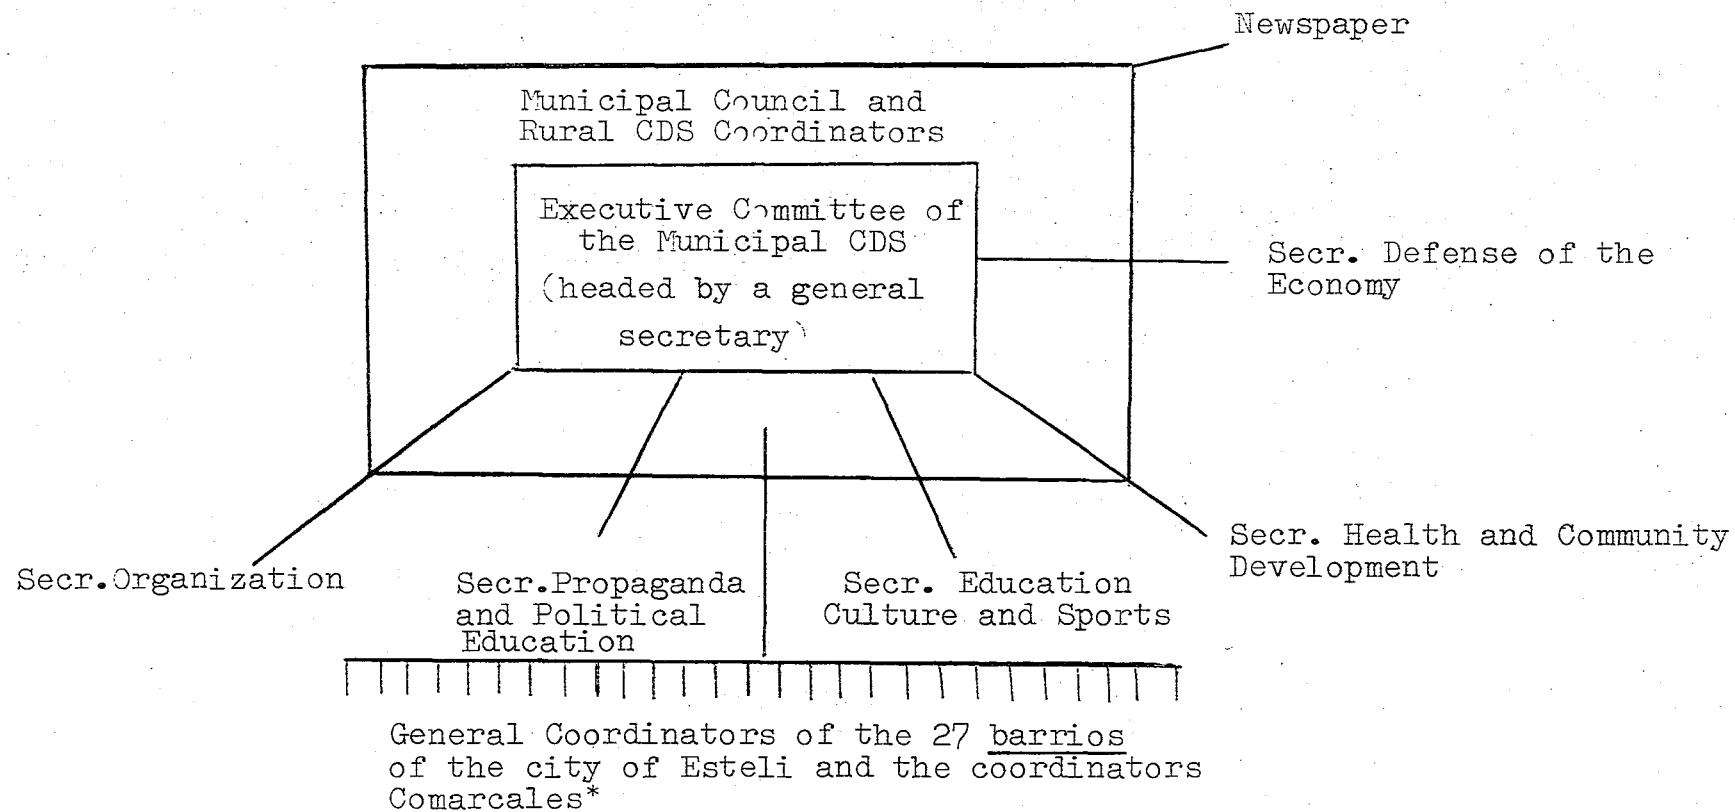 Newspaper
Municipal Council and
Rural CDS Coordinators
Executive Committee of
the Municipal CDS
(headed by a general
secretary)
Secr. Defense of the
Economy
Secr. Health and Community
Development
Secr.Organization
Secr.Propaganda
and Political
Education
Secr. Education
Culture and Sports
General Coordinators of the 27 barrios
of the city of Esteli and the coordinators
Comarcales*